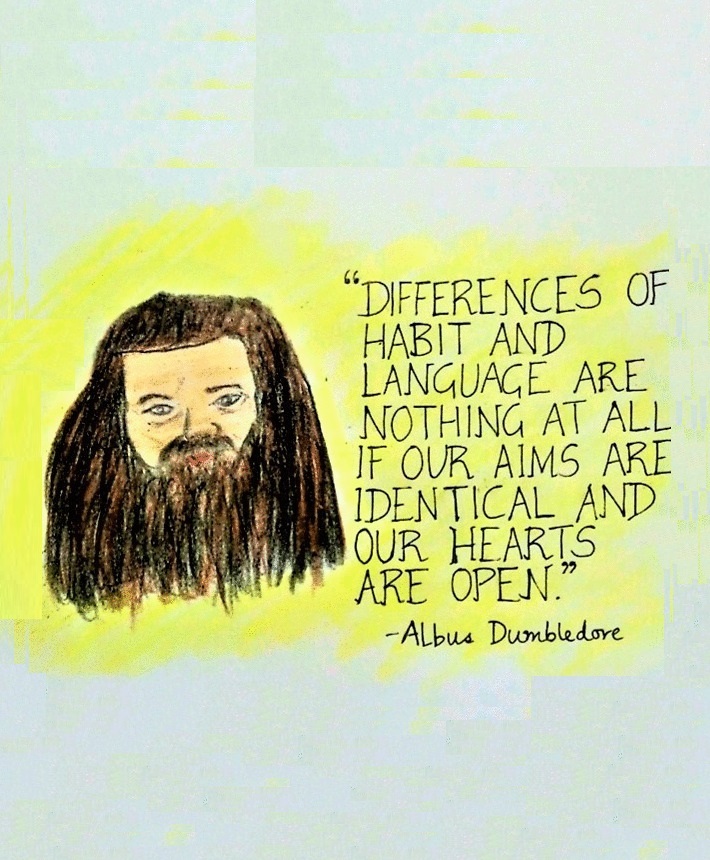 “DIFFERENCES OF
HABIT AND
LANGUAGE ARE
NOTHING AT ALL
IF OUR AIMS ARE
IDENTICAL AND
OUR HEARTS
ARE OPEN.”
-ALbus Dumbledore